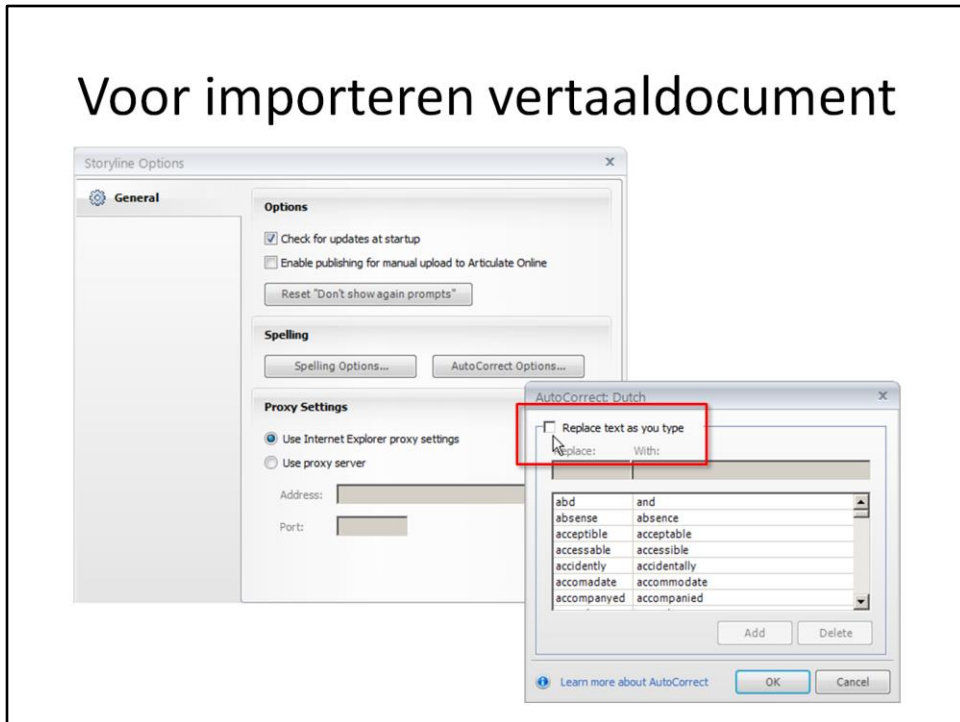 Voor importeren vertaaldocument
Storyline Options
General
Options
Check for updates at startup
Enable publishing for manual upload to Articulate Online
Reset "Don't show again prompts"
Spelling
Spelling Options...
AutoCorrect Options...
Proxy Settings
Use Internet Explorer proxy settings
Use proxy server
Address:
Port:
AutoCorrect: Dutch
Replace text as you type
Replace: With:
abd and
absense absence
acceptible acceptable
accessable accessible
accidently accidentally
accomadate accommodate
accompanyed accompanied
Add Delete
Learn more about AutoCorrect
OK Cancel